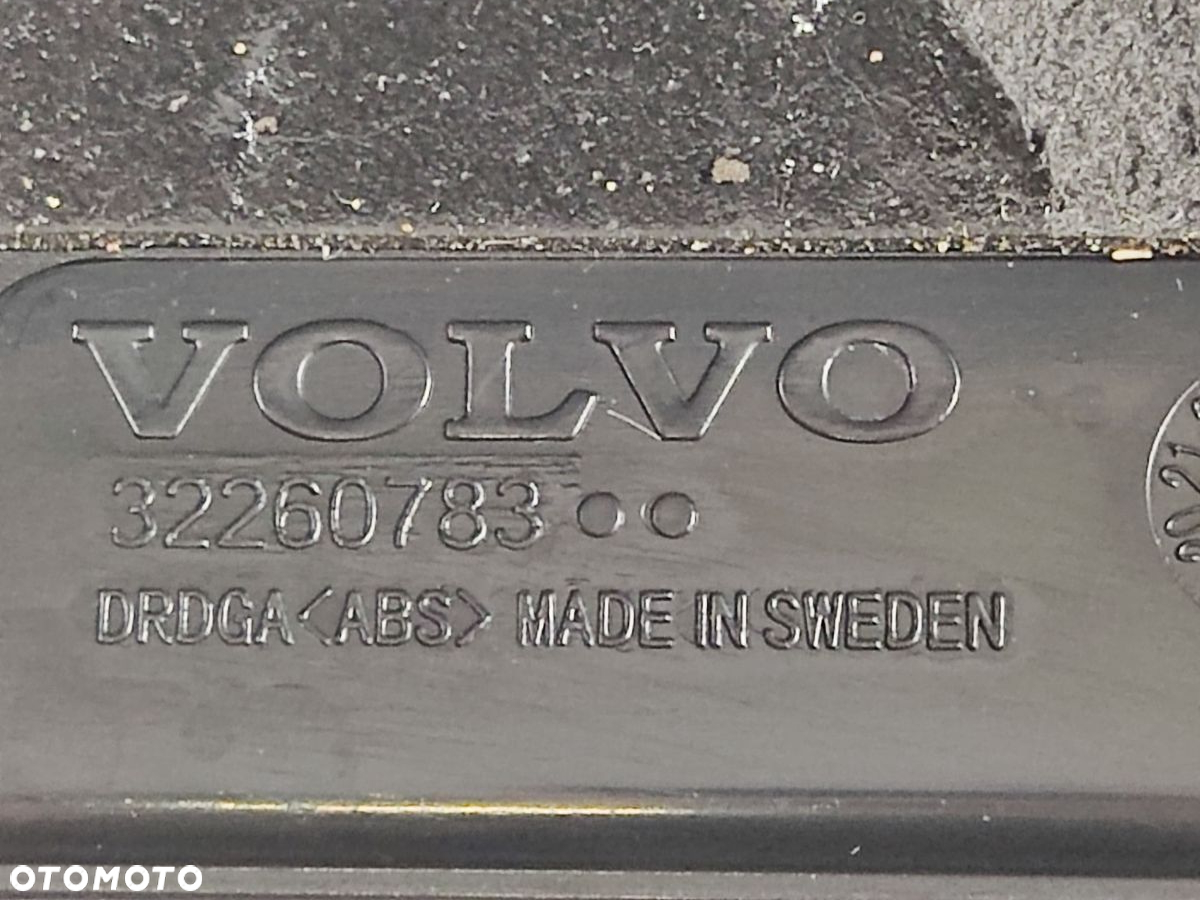 VOLVO
32260783
DRDGA <ABS> MADE IN SWEDEN
OTOMOTO